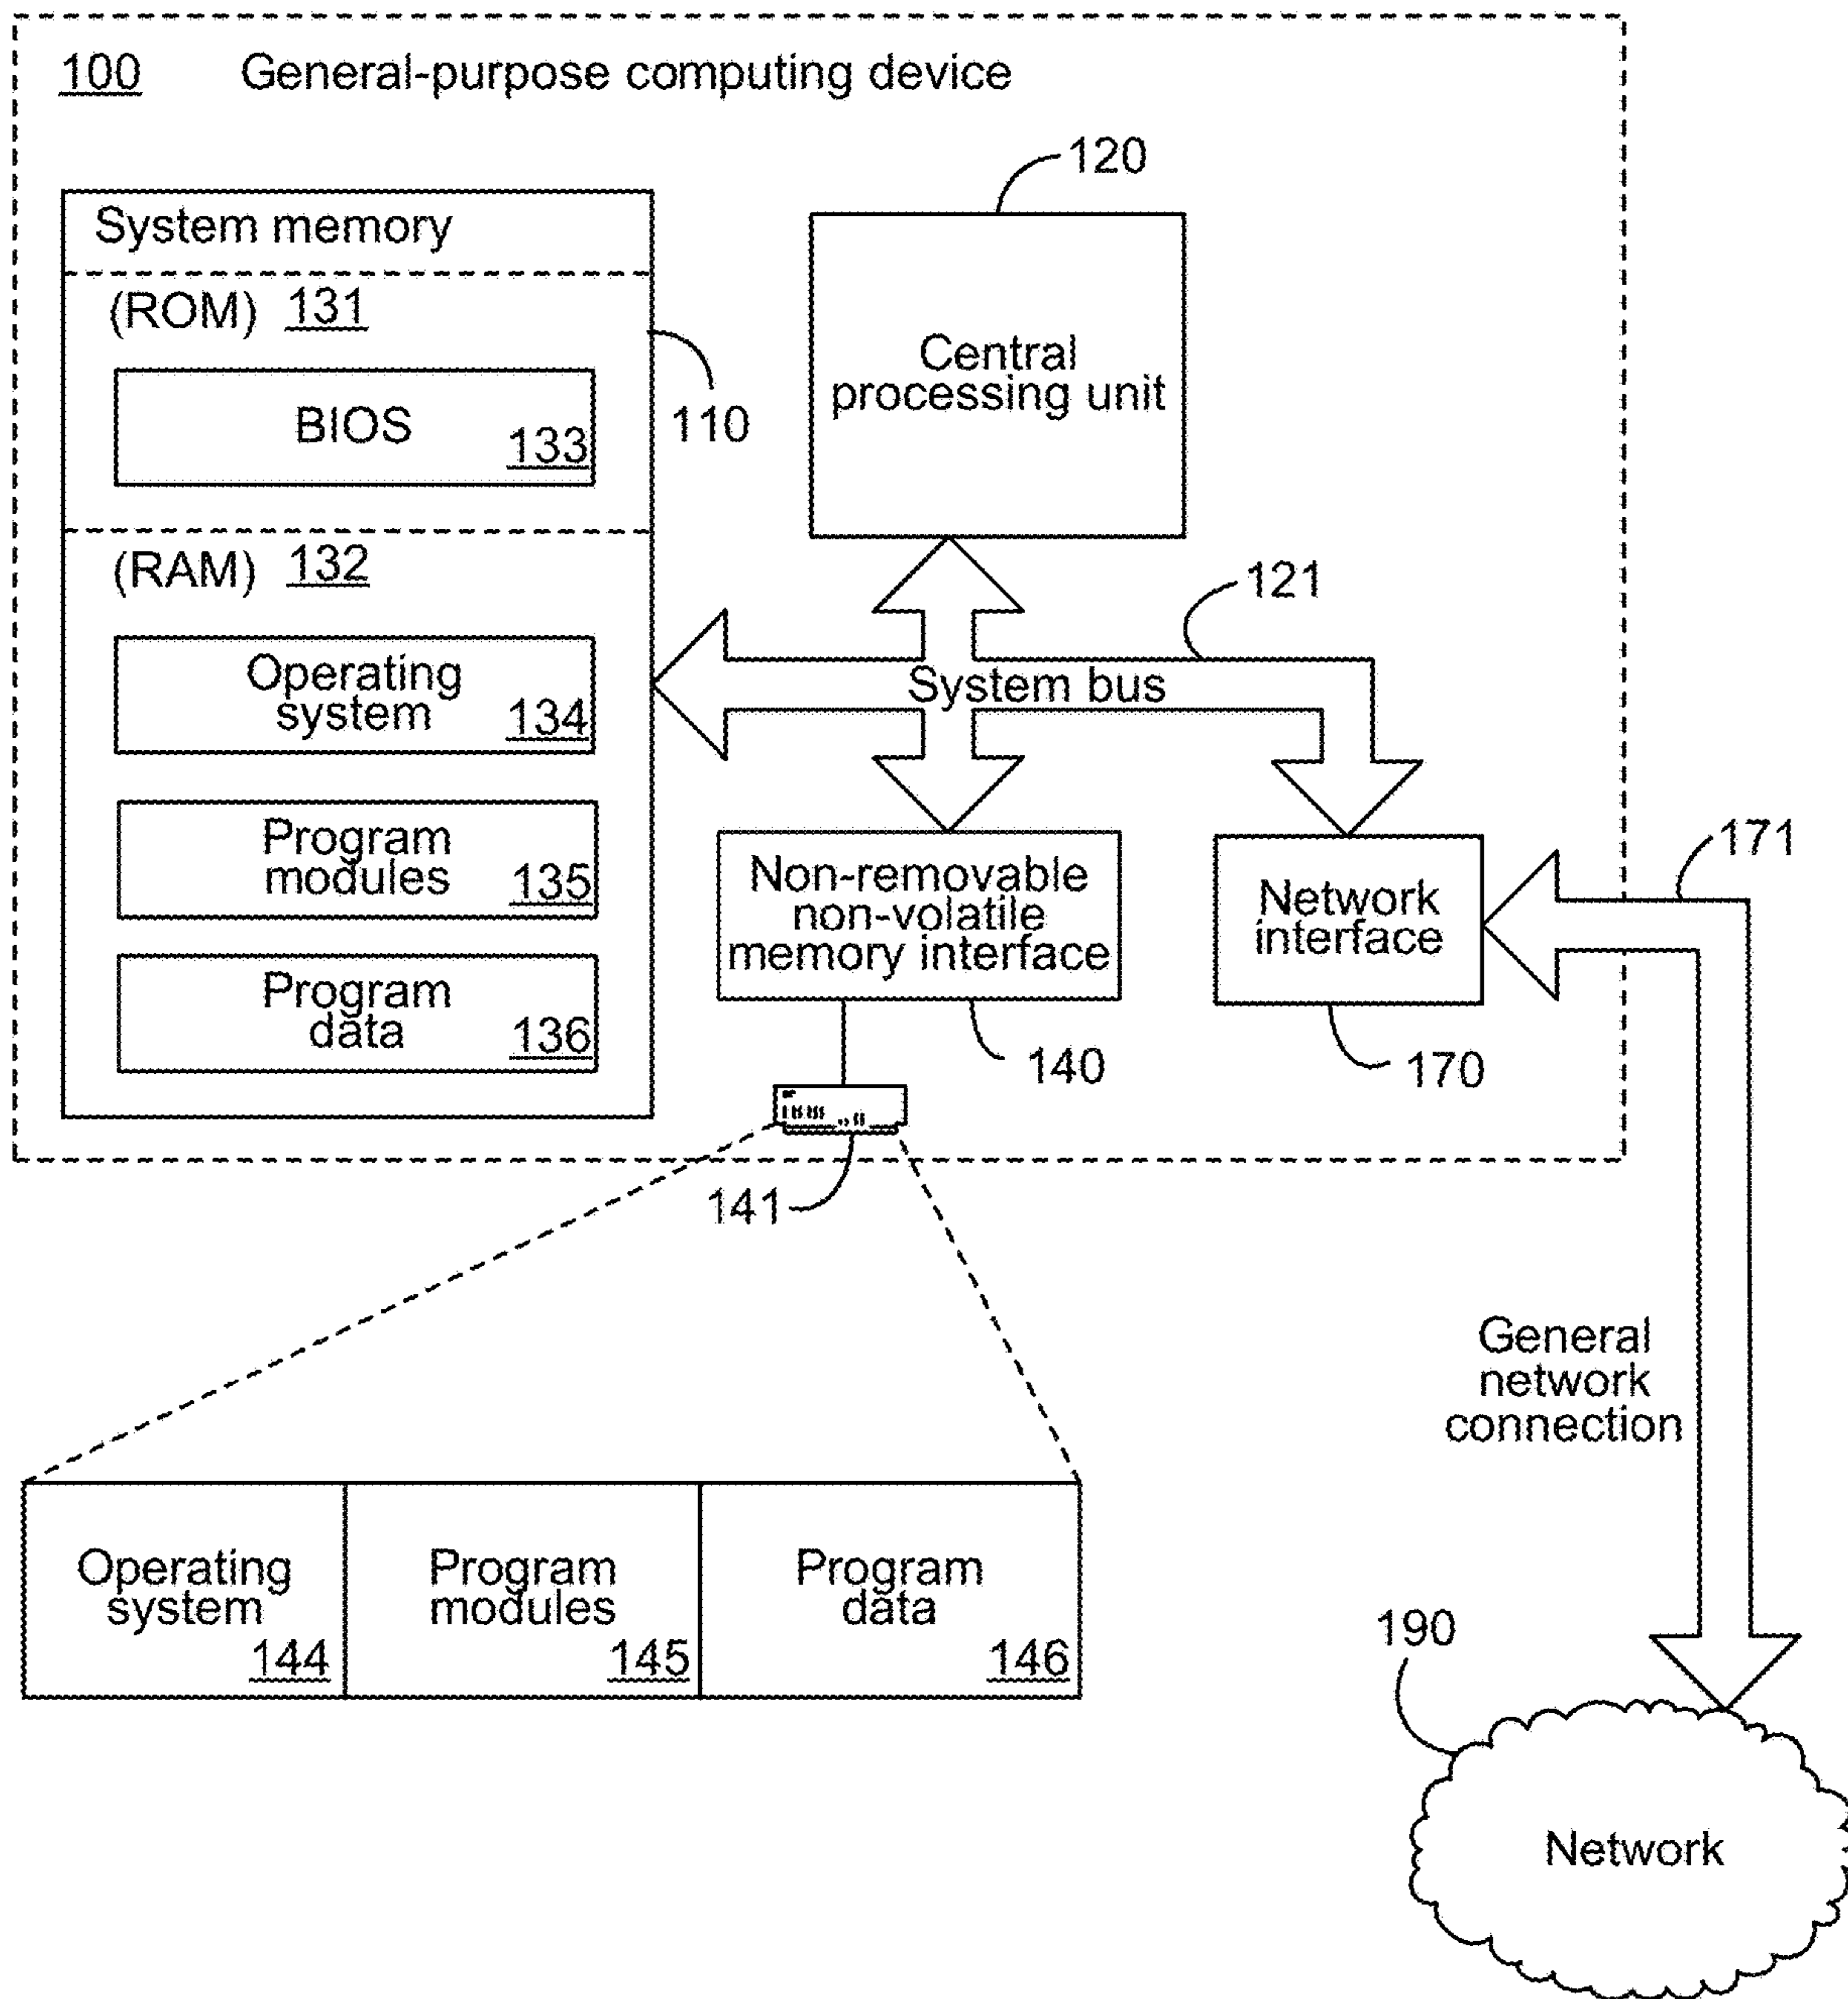 100 General-purpose computing device
120
System memory
(ROM) 131
Central
processing unit
BIOS
133
110
(RAM) 132
121
Operating
system
134
System bus
Program
modules
135
171
Non-removable
non-volatile
memory interface
Network
interface
Program
data
136
140
170
141
General
network
connection
Operating
system
144
Program
modules
145
Program
data
146
190
Network